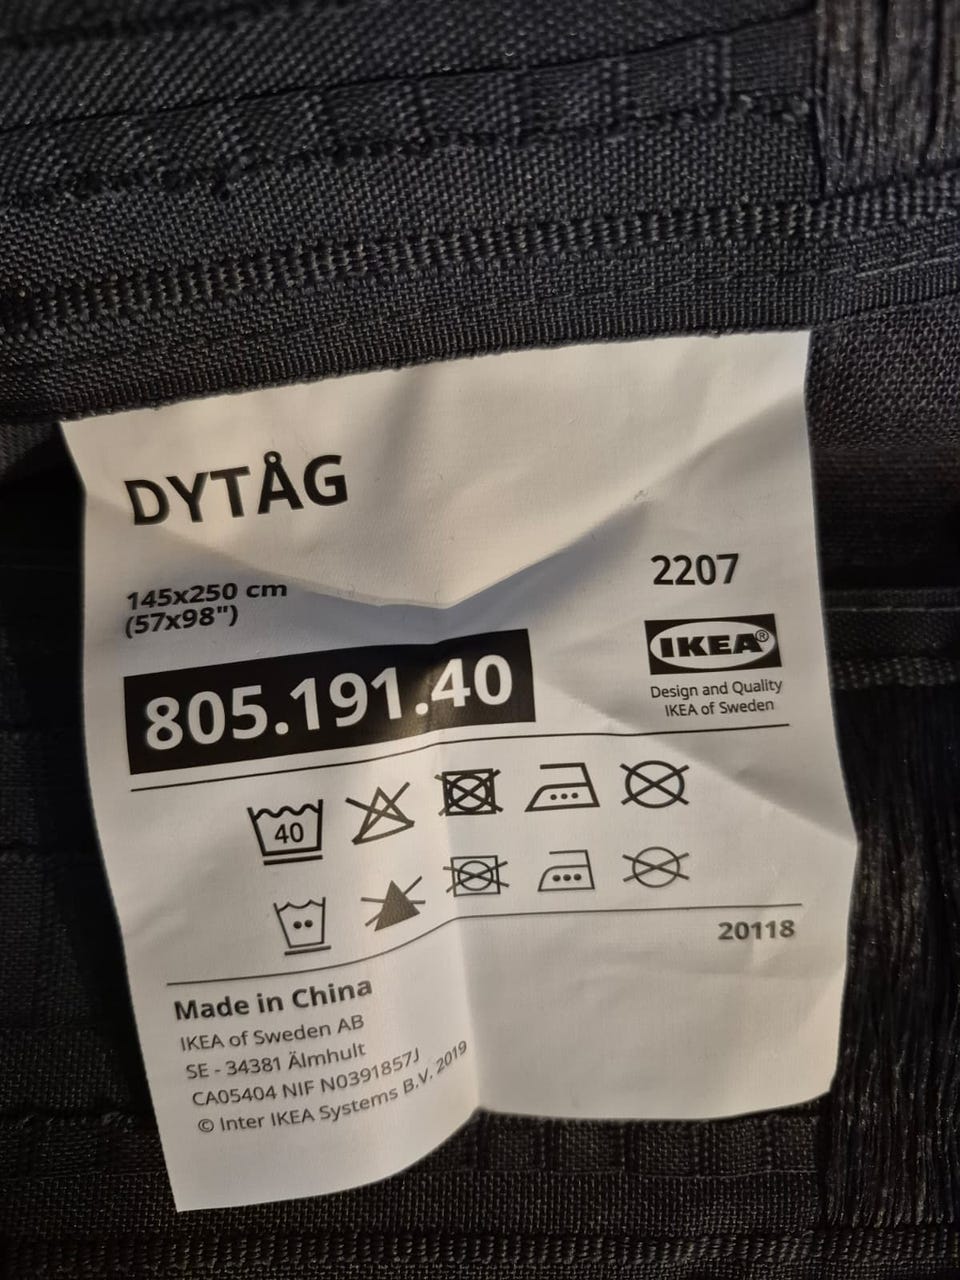 DYTÅG
145x250 cm
(57x98")
2207
805.191.40
IKEA®
Design and Quality
IKEA of Sweden
40
20118
Made in China
IKEA of Sweden AB
SE - 34381 Älmhult
CA05404 NIF N0391857J
© Inter IKEA Systems B.V. 2019